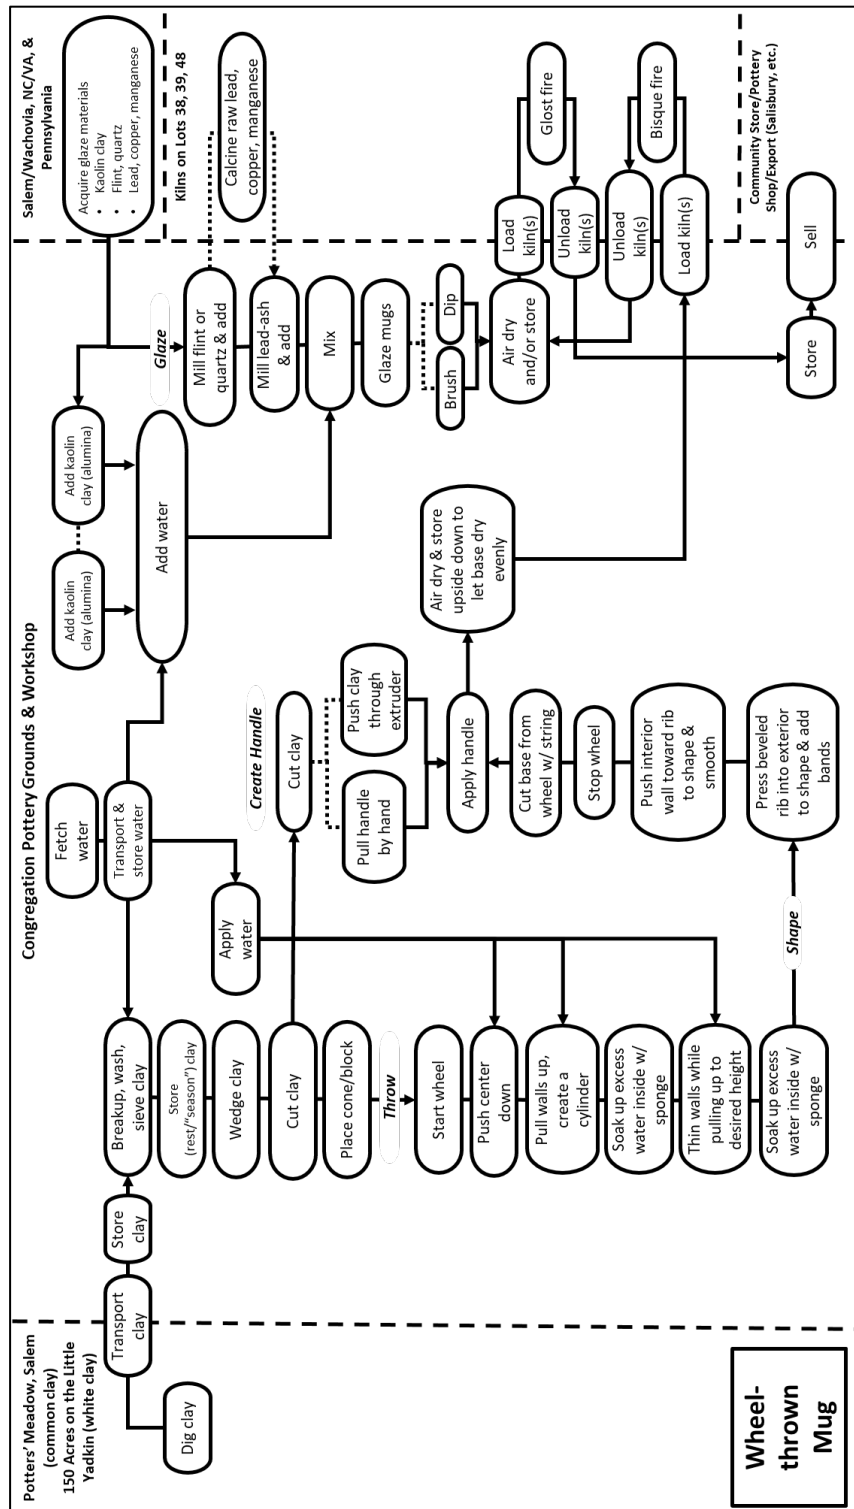 Potters' Meadow, Salem
(common clay)
150 Acres on the Little
Yadkin (white clay)
Dig clay
Transport
clay
Wheel-
thrown
Mug
Congregation Pottery Grounds & Workshop
Store
clay
Breakup, wash,
sieve clay
Store
(rest/"season") clay
Wedge clay
Cut clay
Place cone/block
Throw
Start wheel
Push center
down
Pull walls up,
create a
cylinder
Soak up excess
water inside w/
sponge
Thin walls while
pulling up to
desired height
Soak up excess
water inside w/
sponge
Shape
Fetch
water
Transport &
store water
Apply
water
Create Handle
Cut clay
Pull handle
by hand
Push clay
through
extruder
Apply handle
Cut base from
wheel w/ string
Stop wheel
Push interior
wall toward rib
to shape &
smooth
Press beveled
rib into exterior
to shape & add
bands
Air dry & store
upside down to
let base dry
evenly
Add kaolin
clay (alumina)
Add kaolin
clay (alumina)
Add water
Glaze
Mill flint or
quartz & add
Mill lead-ash
& add
Mix
Glaze mugs
Brush
Dip
Air dry
and/or store
Store
Sell
Salem/Wachovia, NC/VA, &
Pennsylvania
Acquire glaze materials
• Kaolin clay
• Flint, quartz
• Lead, copper, manganese
Kilns on Lots 38, 39, 48
Calcine raw lead,
copper, manganese
Load
kiln(s)
Glost fire
Unload
kiln(s)
Unload
kiln(s)
Bisque fire
Load kiln(s)
Community Store/Pottery
Shop/Export (Salisbury, etc.)